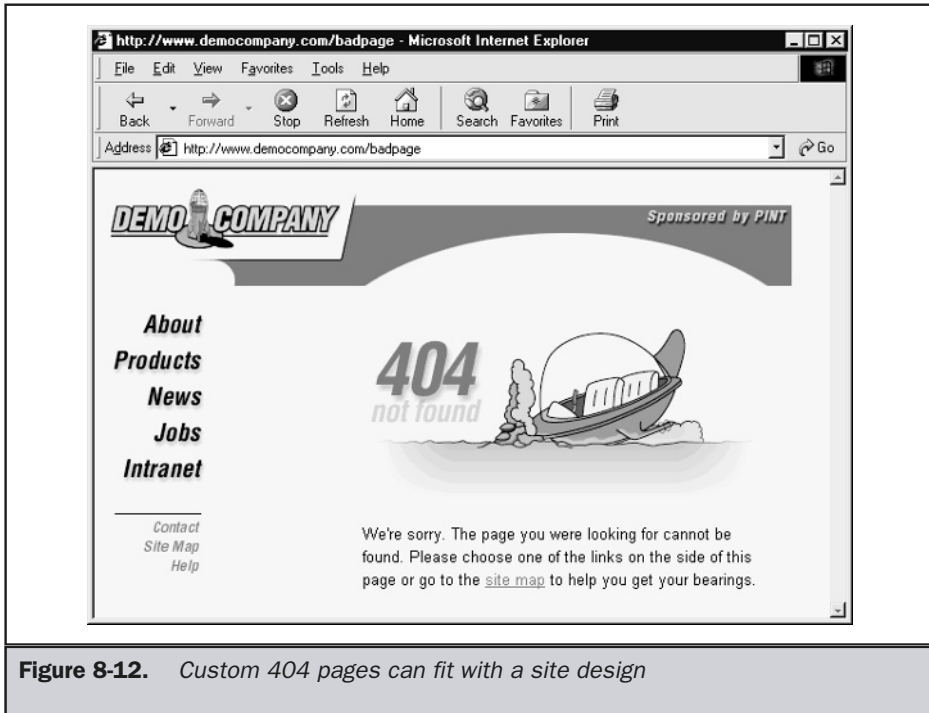 http://www.democompany.com/badpage - Microsoft Internet Explorer
File Edit View Favorites Tools Help
Back Forward Stop Refresh Home Search Favorites Print
Address http://www.democompany.com/badpage Go
DEMO COMPANY
Sponsored by PINT
About
Products
News
Jobs
Intranet
Contact
Site Map
Help
404
not found
We're sorry. The page you were looking for cannot be
found. Please choose one of the links on the side of this
page or go to the site map to help you get your bearings.
Figure 8-12. Custom 404 pages can fit with a site design